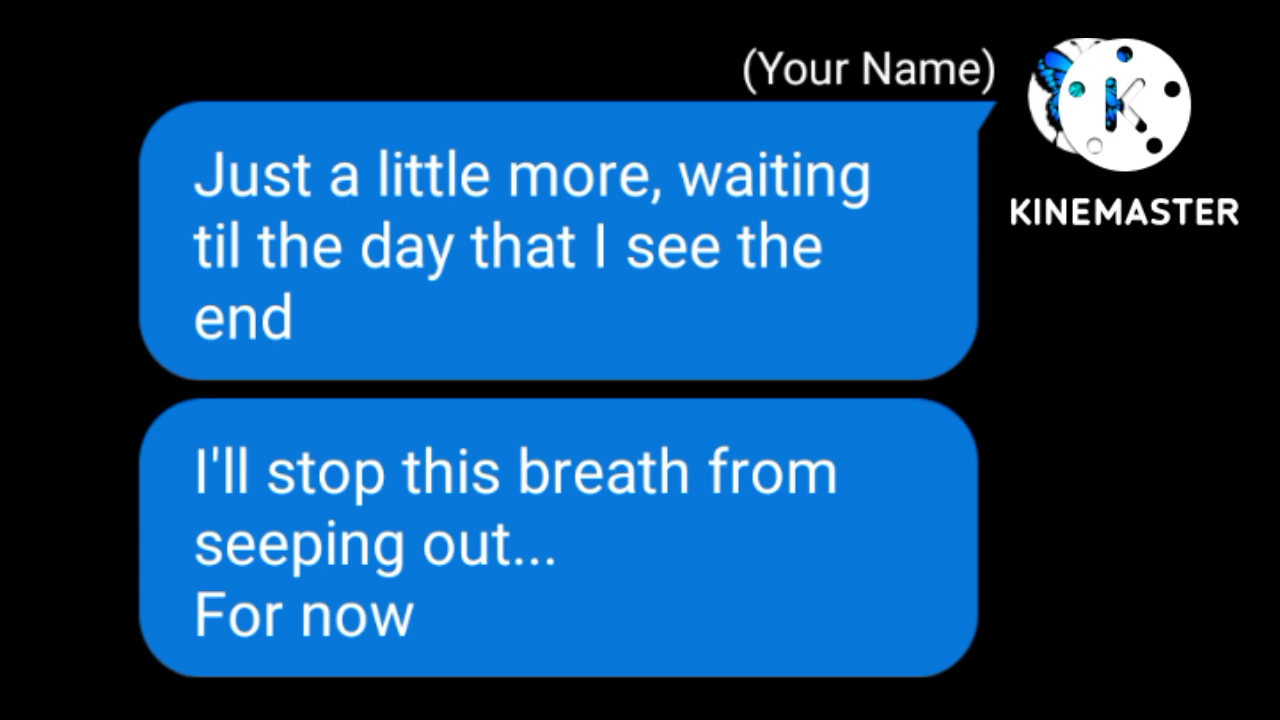 (Your Name)
K
KINEMASTER
Just a little more, waiting
til the day that I see the
end
I'll stop this breath from
seeping out...
For now